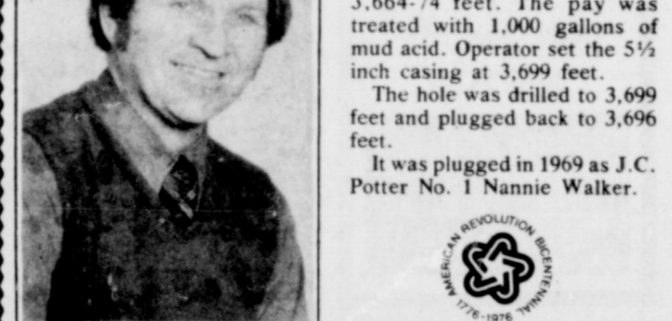 3,664-74 feet. The pay was
treated with 1,000 gallons of
mud acid. Operator set the 5½
inch casing at 3,699 feet.
The hole was drilled to 3,699
feet and plugged back to 3,696
feet.
It was plugged in 1969 as J.C.
Potter No. 1 Nannie Walker.
AMERICAN REVOLUTION BICENTENNIAL
1776-1976